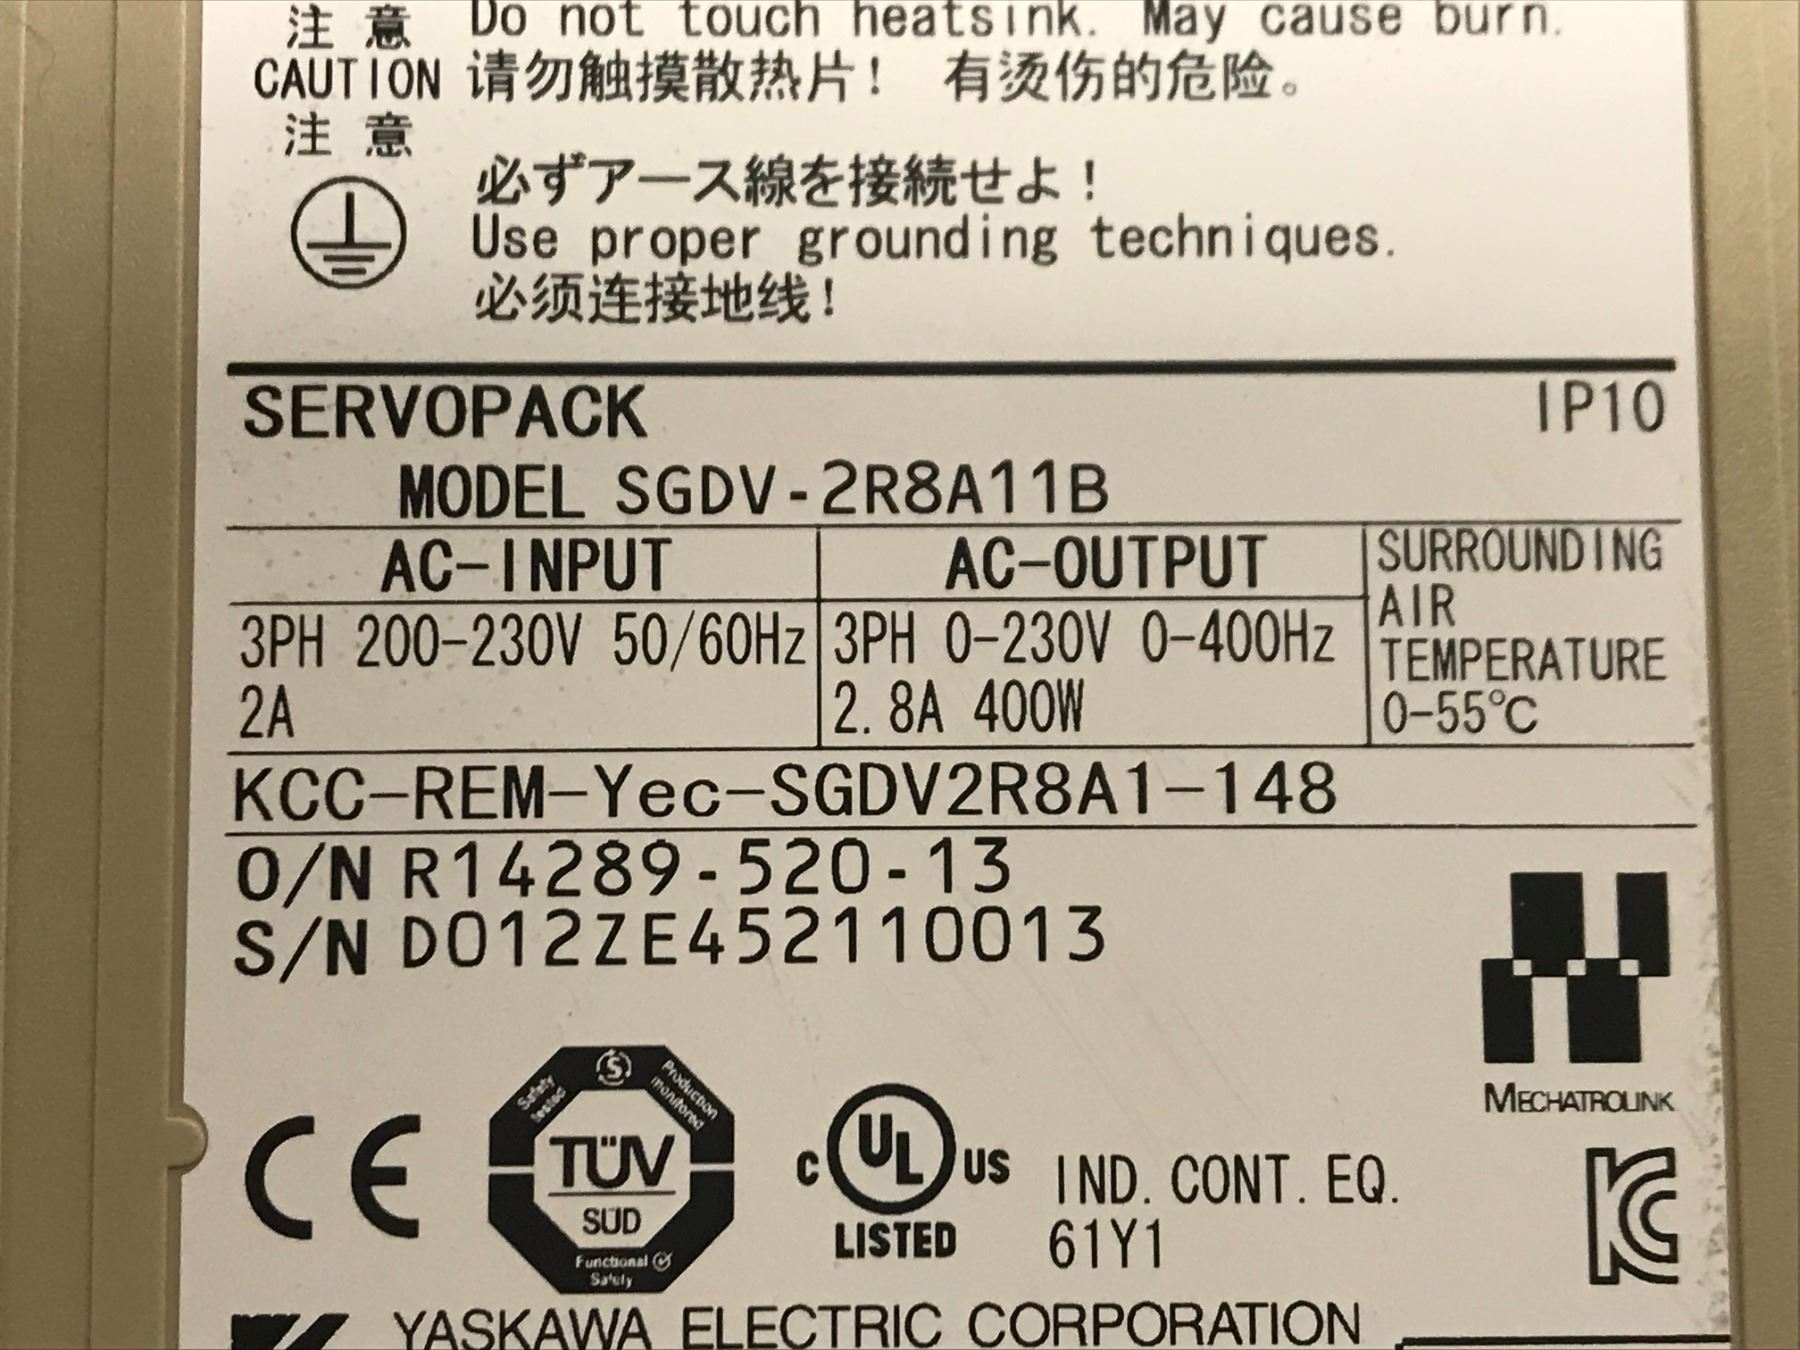 注意 Do not touch heatsink. May cause burn.
CAUTION 请勿触摸散热片! 有烫伤的危险。
注意
必ずアース線を接続せよ!
Use proper grounding techniques.
必须连接地线!
SERVOPACK IP10
MODEL SGDV-2R8A11B
AC-INPUT AC-OUTPUT SURROUNDING
AIR
3PH 200-230V 50/60Hz 3PH 0-230V 0-400Hz TEMPERATURE
2A 2.8A 400W 0-55℃
KCC-REM-Yec-SGDV2R8A1-148
O/N R14289-520-13
S/N D012ZE452110013
MECHATROLINK
CE
Safety tested
S
Production monitored
TÜV
SÜD
Functional
Safety
C UL US
LISTED
IND. CONT. EQ.
61Y1
KC
YASKAWA ELECTRIC CORPORATION